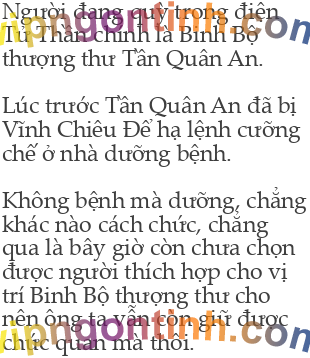 Người đang quỳ trong điện
Tử Thần chính là Binh Bộ
thượng thư Tần Quân An.
Lúc trước Tần Quân An đã bị
Vĩnh Chiêu Đế hạ lệnh cưỡng
chế ở nhà dưỡng bệnh.
Không bệnh mà dưỡng, chẳng
khác nào cách chức, chẳng
qua là bây giờ còn chưa chọn
được người thích hợp cho vị
trí Binh Bộ thượng thư cho
nên ông ta vẫn còn giữ được
chức quan mà thôi.
vipngontinh.com
vipngontinh.com